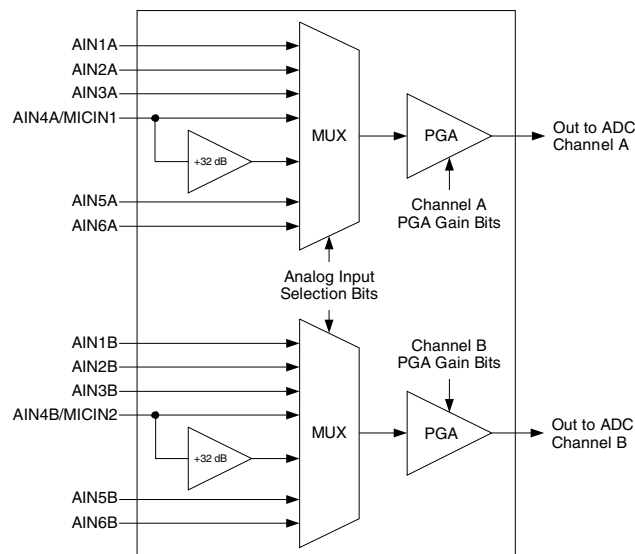 AIN1A
AIN2A
AIN3A
AIN4A/MICIN1
+32 dB
AIN5A
AIN6A
MUX
PGA
Out to ADC
Channel A
Channel A
PGA Gain Bits
Analog Input
Selection Bits
AIN1B
AIN2B
AIN3B
AIN4B/MICIN2
+32 dB
AIN5B
AIN6B
MUX
Channel B
PGA Gain Bits
PGA
Out to ADC
Channel B